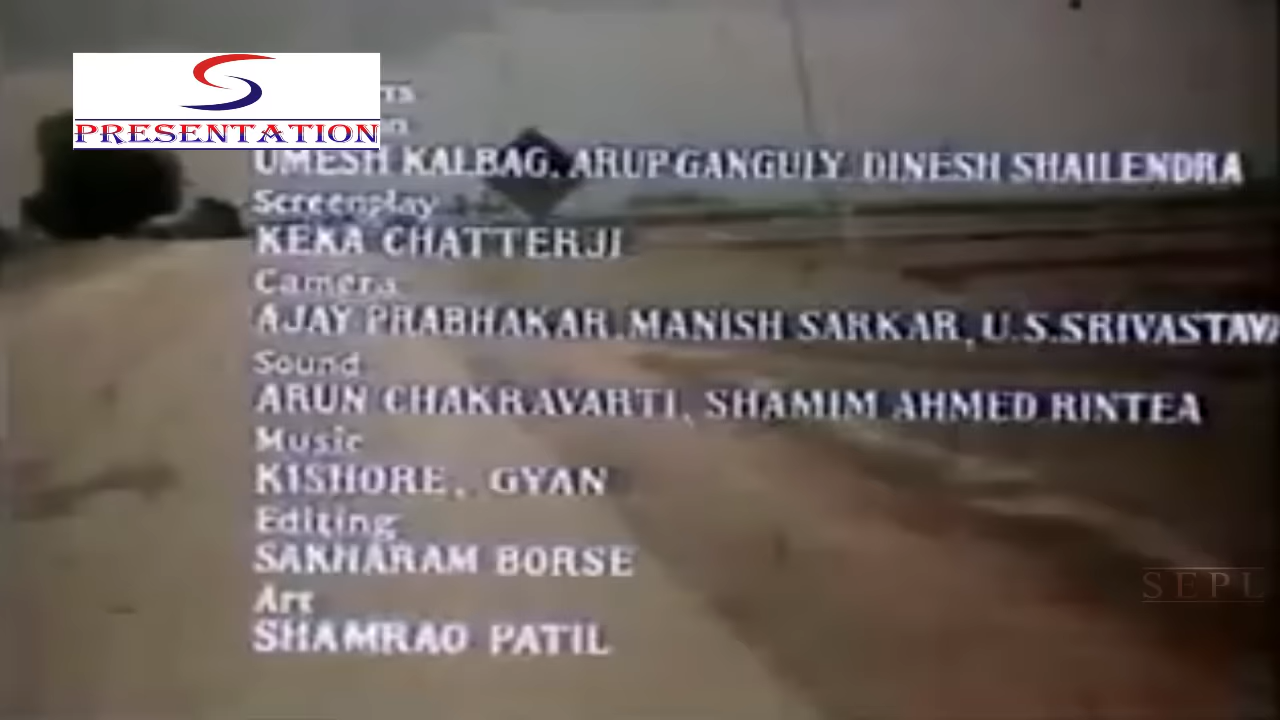 PRESENTATION
UMESH KALBAG, ARUP GANGULY, DINESH SHAILENDRA
Screenplay
KEKA CHATTERJI
Camera
AJAY PRABHAKAR, MANISH SARKAR, U.S.SRIVASTAVA
Sound
ARUN CHAKRAVARTI, SHAMIM AHMED RINTEA
Music
KISHORE, GYAN
Editing
SAKHARAM BORSE
SEPL
Art
SHAMRAO PATIL